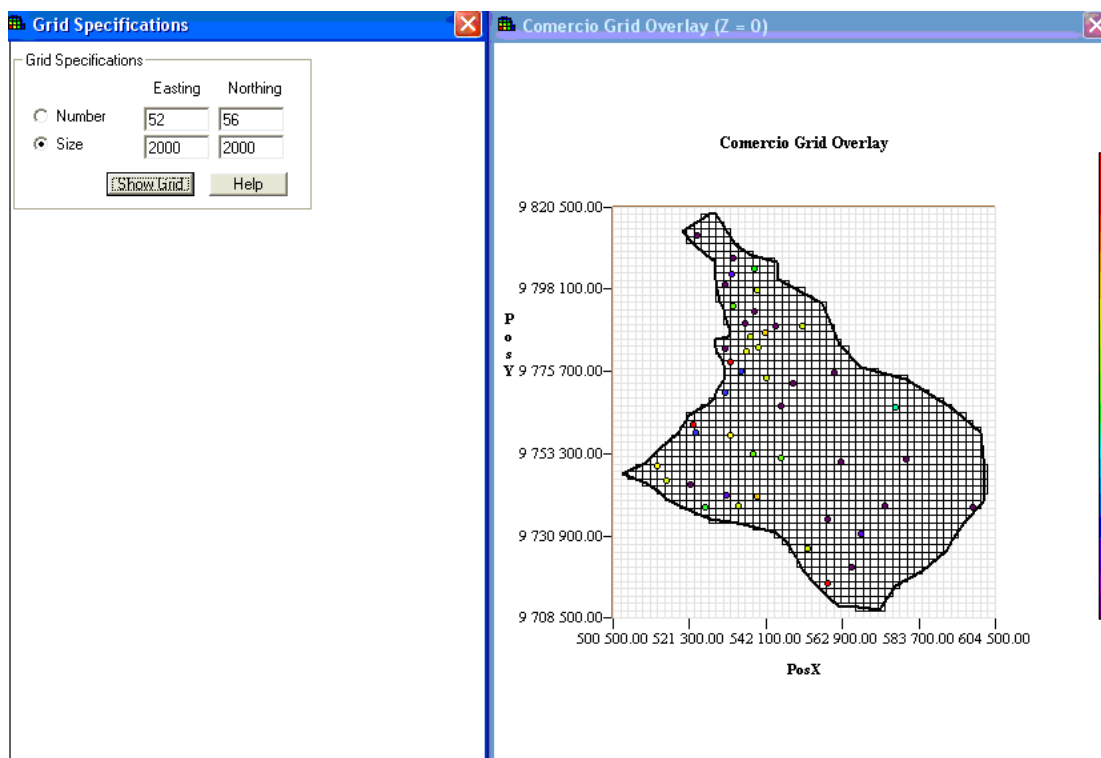 Grid Specifications
Grid Specifications
Easting Northing
Number 52 56
Size 2000 2000
Show Grid Help
Comercio Grid Overlay (Z = 0)
Comercio Grid Overlay
9 820 500.00
9 798 100.00
P
o
s
Y 9 775 700.00
9 753 300.00
9 730 900.00
9 708 500.00
500 500.00 521 300.00 542 100.00 562 900.00 583 700.00 604 500.00
PosX